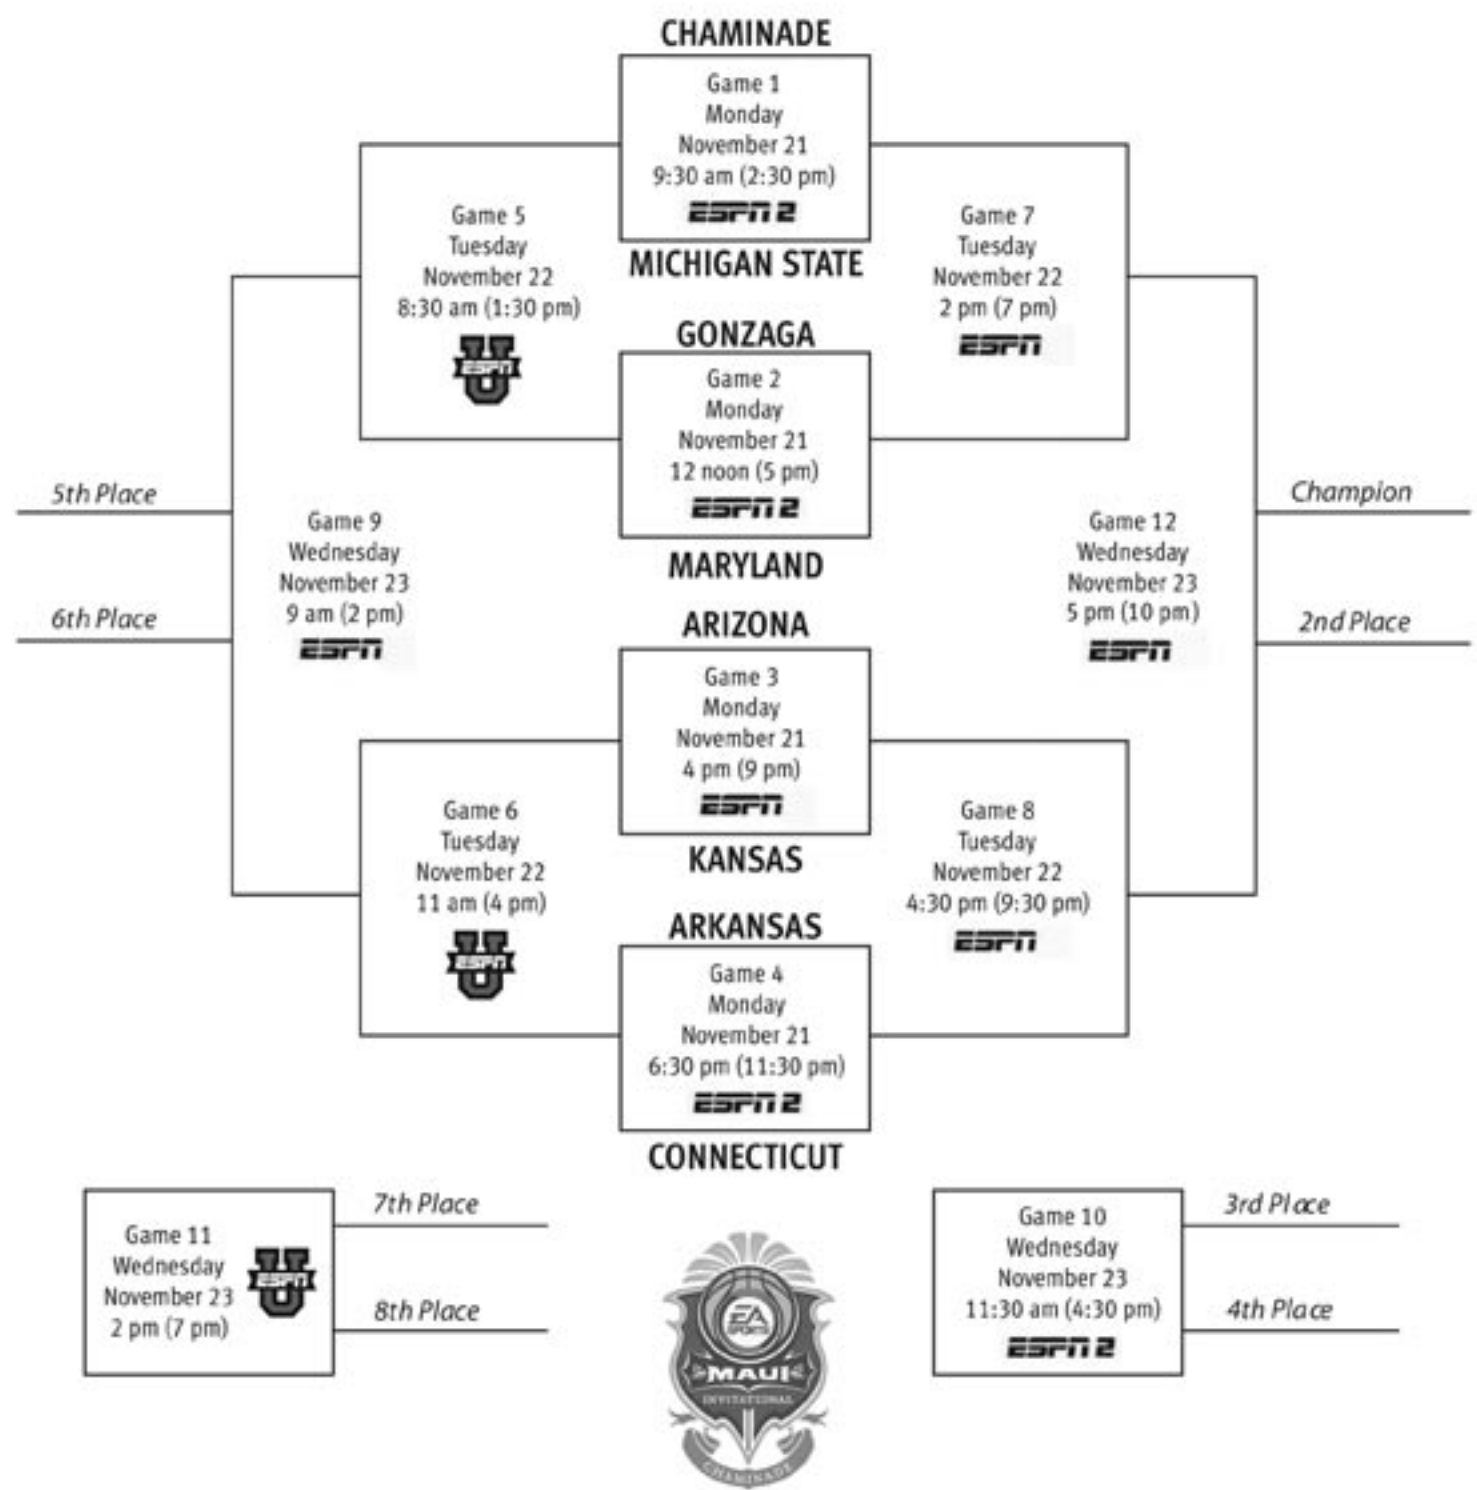 CHAMINADE
Game 1
Monday
November 21
9:30 am (2:30 pm)
ESPN 2
MICHIGAN STATE
Game 5
Tuesday
November 22
8:30 am (1:30 pm)
U
ESPN
Game 7
Tuesday
November 22
2 pm (7 pm)
ESPN
GONZAGA
Game 2
Monday
November 21
12 noon (5 pm)
ESPN 2
MARYLAND
5th Place
6th Place
Game 9
Wednesday
November 23
9 am (2 pm)
ESPN
Game 12
Wednesday
November 23
5 pm (10 pm)
ESPN
Champion
2nd Place
ARIZONA
Game 3
Monday
November 21
4 pm (9 pm)
ESPN
KANSAS
Game 6
Tuesday
November 22
11 am (4 pm)
U
ESPN
Game 8
Tuesday
November 22
4:30 pm (9:30 pm)
ESPN
ARKANSAS
Game 4
Monday
November 21
6:30 pm (11:30 pm)
ESPN 2
CONNECTICUT
Game 11
Wednesday
November 23
2 pm (7 pm)
U
ESPN
7th Place
8th Place
EA
SPORTS
MAUI
INVITATIONAL
CHAMINADE
Game 10
Wednesday
November 23
11:30 am (4:30 pm)
ESPN 2
3rd Place
4th Place